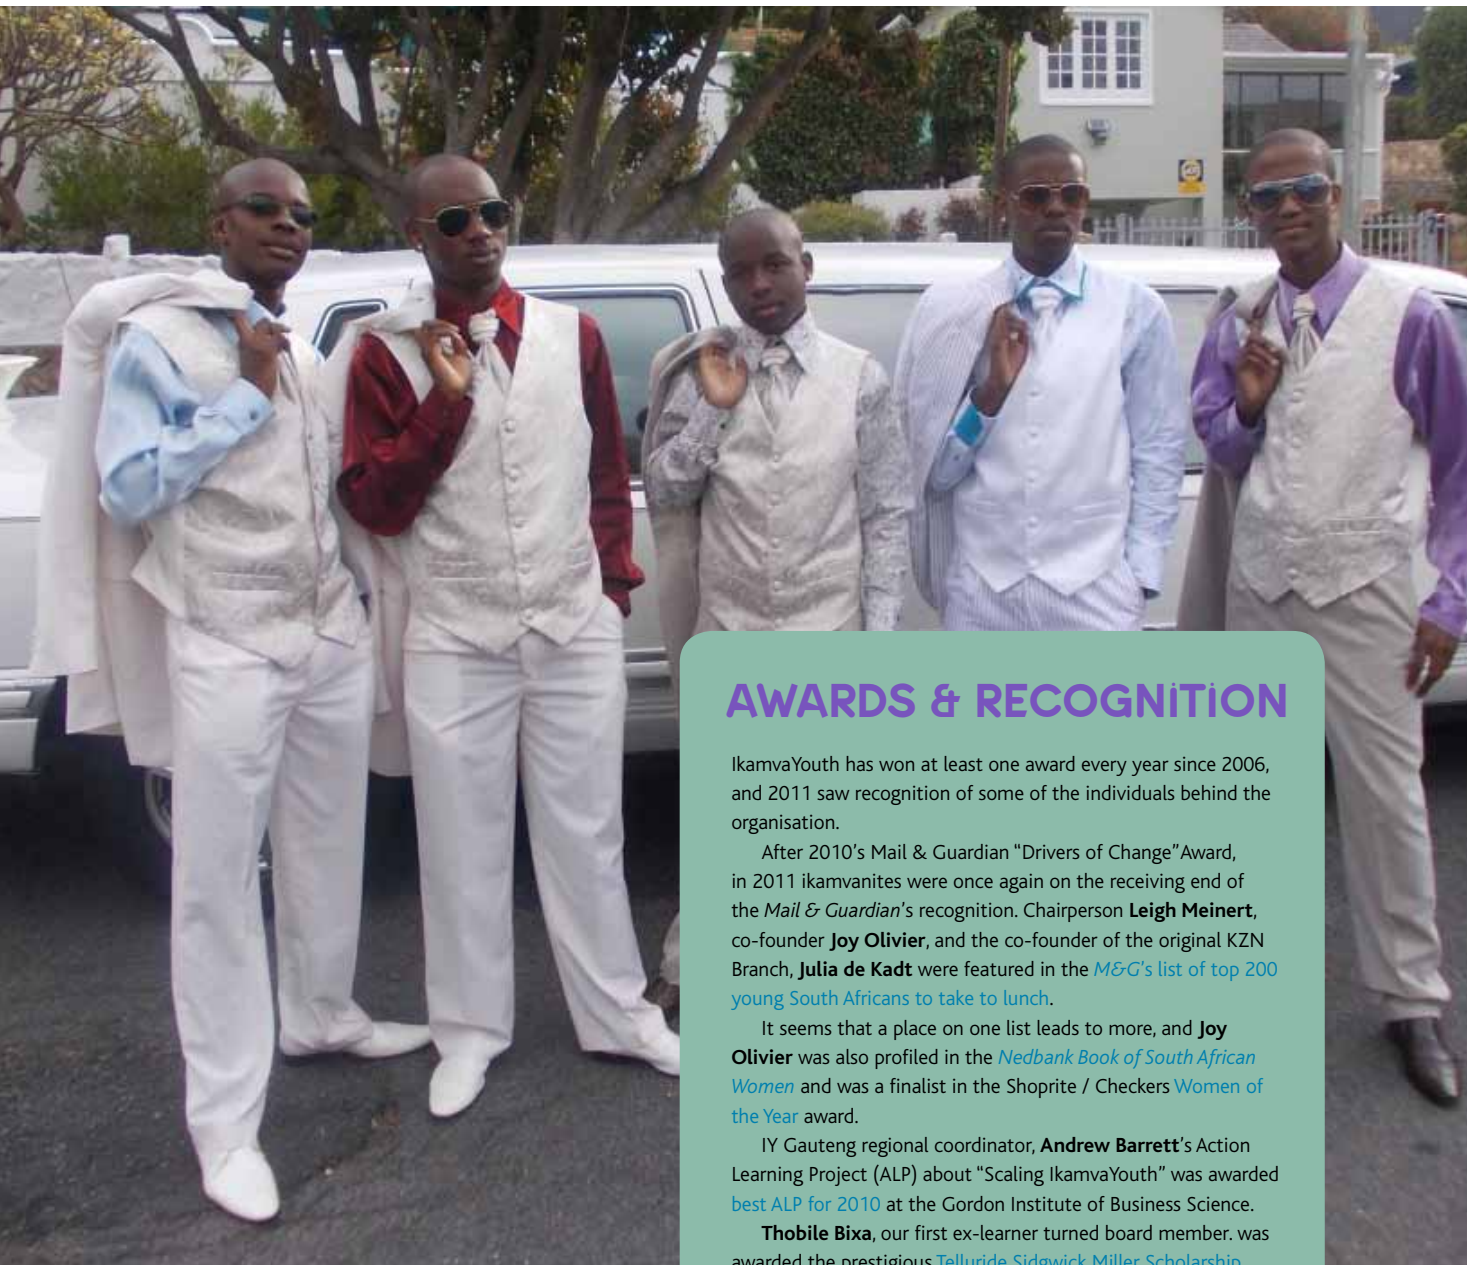 AWARDS & RECOGNITION
IkamvaYouth has won at least one award every year since 2006,
and 2011 saw recognition of some of the individuals behind the
organisation.
After 2010's Mail & Guardian "Drivers of Change"Award,
in 2011 ikamvanites were once again on the receiving end of
the Mail & Guardian's recognition. Chairperson Leigh Meinert,
co-founder Joy Olivier, and the co-founder of the original KZN
Branch, Julia de Kadt were featured in the M&G's list of top 200
young South Africans to take to lunch.
It seems that a place on one list leads to more, and Joy
Olivier was also profiled in the Nedbank Book of South African
Women and was a finalist in the Shoprite / Checkers Women of
the Year award.
IY Gauteng regional coordinator, Andrew Barrett's Action
Learning Project (ALP) about "Scaling IkamvaYouth" was awarded
best ALP for 2010 at the Gordon Institute of Business Science.
Thobile Bixa, our first ex-learner turned board member. was
awarded the prestigious Telluride Sidgwick Miller Scholarship